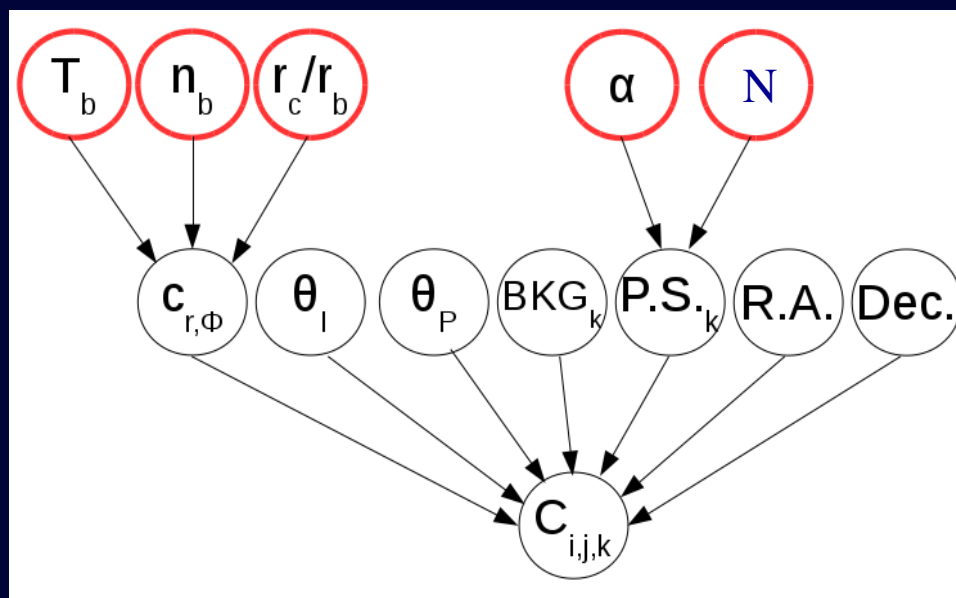 T_b n_b r_c/r_b α N
c_r,Φ θ_I θ_P BKG_k P.S._k R.A. Dec.
C_i,j,k